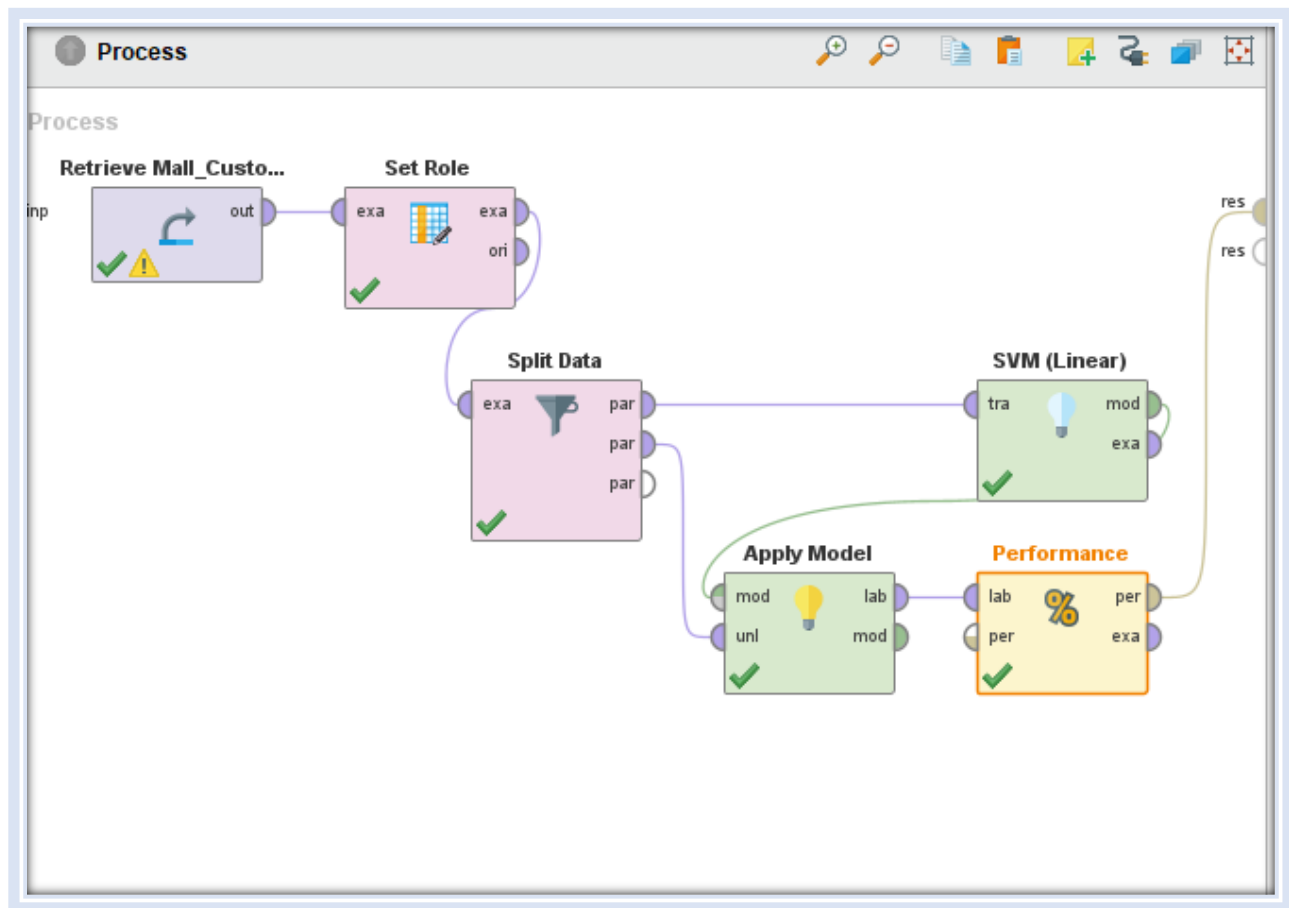 Process
Process
Retrieve Mall_Custo...
Set Role
inp
out
exa
exa
ori
res
res
Split Data
exa
par
par
par
SVM (Linear)
tra
mod
exa
Apply Model
mod
lab
unl
mod
Performance
%
lab
per
per
exa